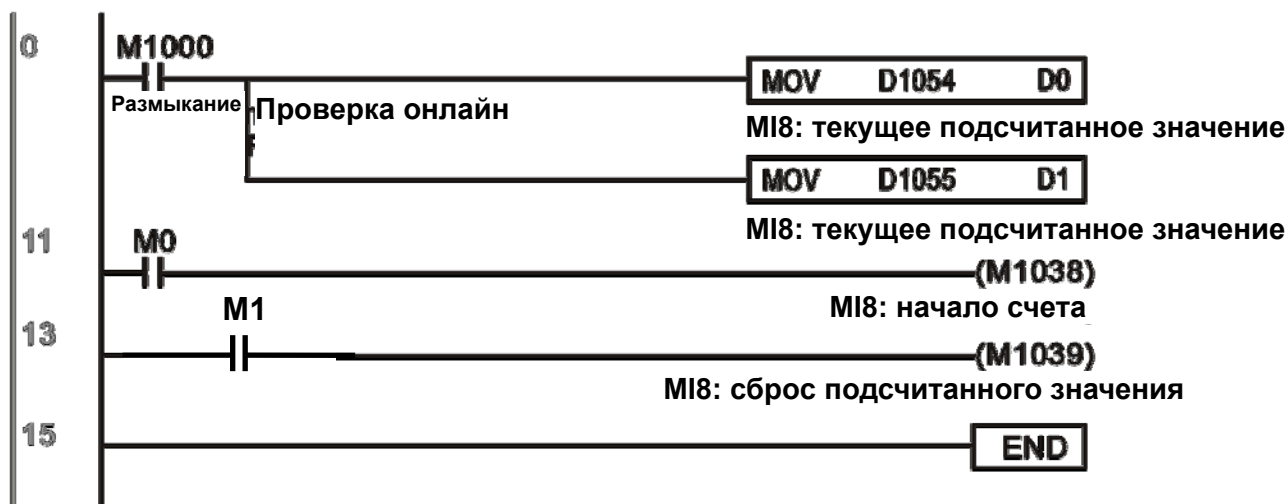 0
M1000
MOV D1054 D0
Размыкание
Проверка онлайн
MI8: текущее подсчитанное значение
MOV D1055 D1
MI8: текущее подсчитанное значение
11
M0
(M1038)
MI8: начало счета
M1
13
(M1039)
MI8: сброс подсчитанного значения
15
END